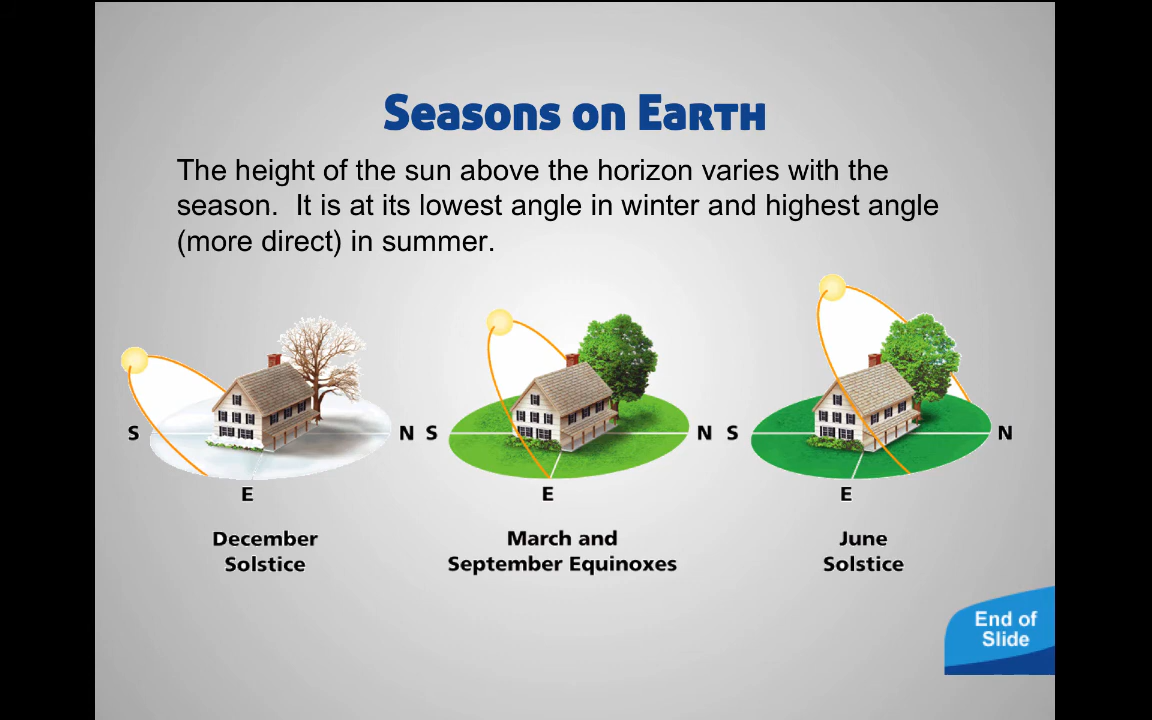 Seasons on Earth
The height of the sun above the horizon varies with the
season.  It is at its lowest angle in winter and highest angle
(more direct) in summer.
S N S N S N
E E E
December
Solstice
March and
September Equinoxes
June
Solstice
End of
Slide